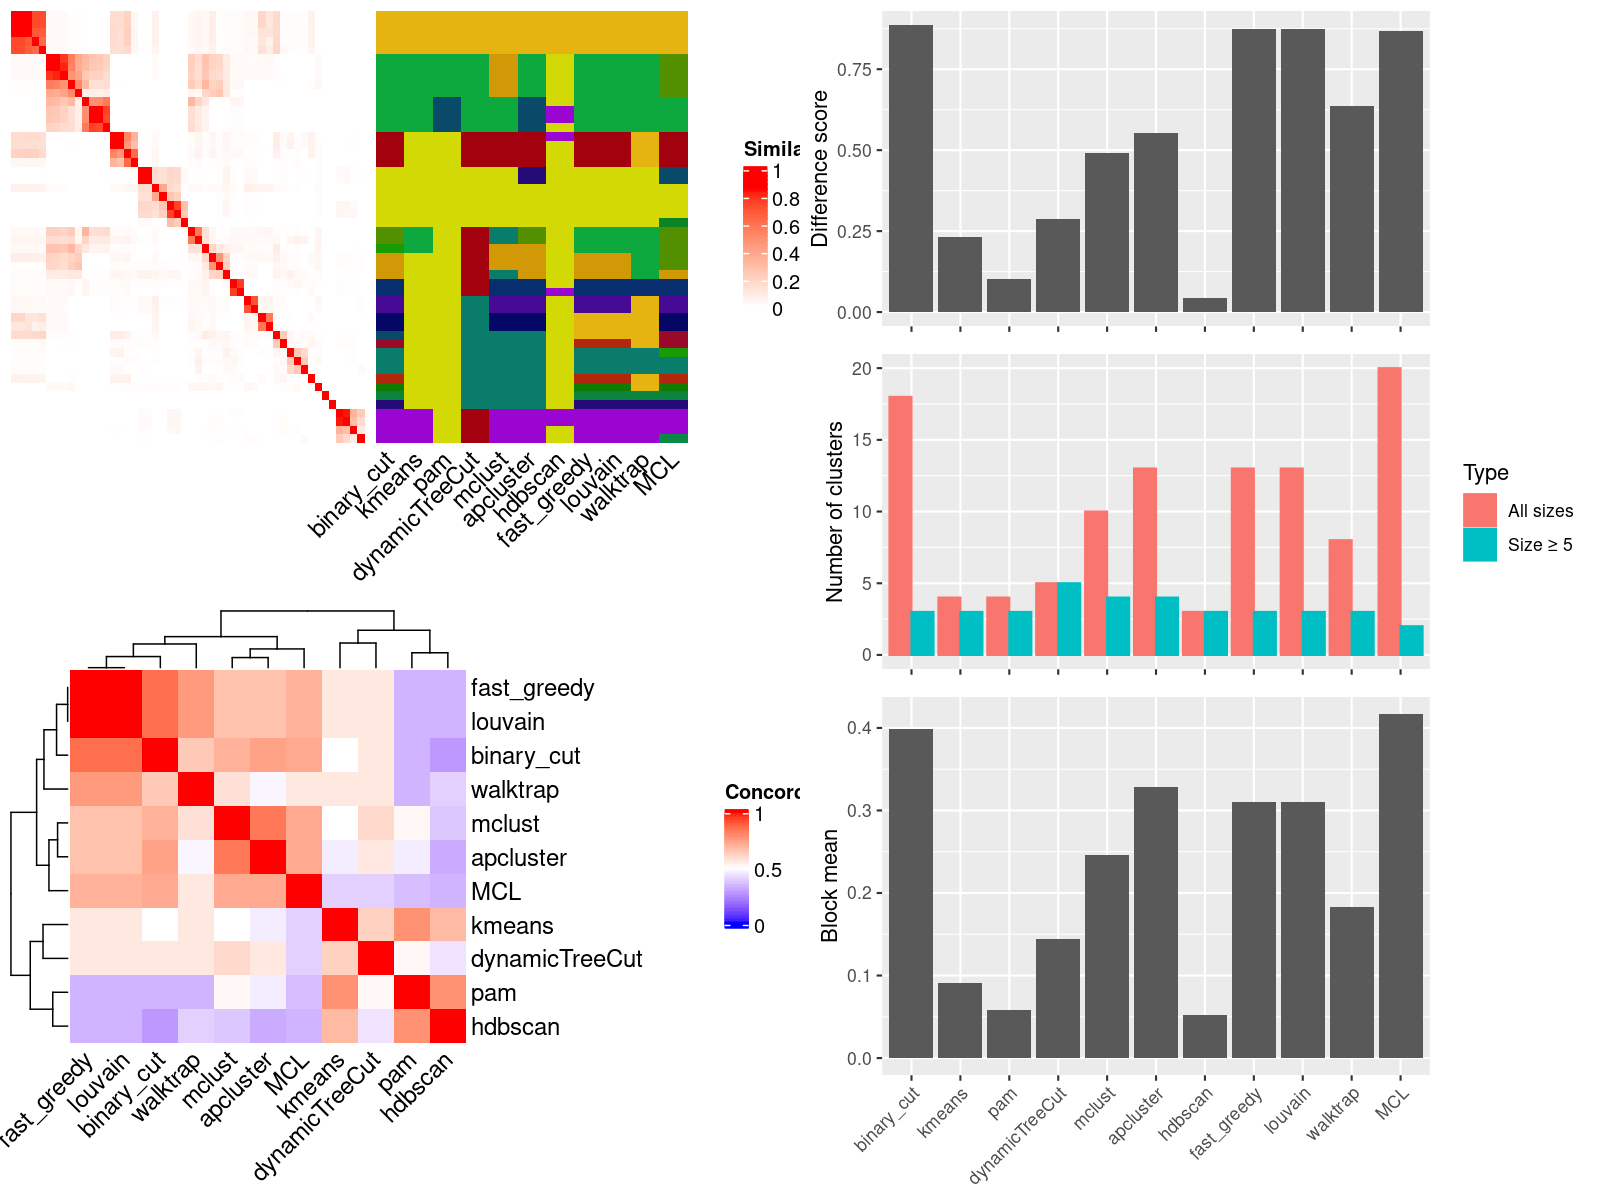 Simila
1
0.8
0.6
0.4
0.2
0
binary_cut
kmeans
pam
dynamicTreeCut
mclust
apcluster
hdbscan
fast_greedy
louvain
walktrap
MCL
Difference score
0.75
0.50
0.25
0.00
Number of clusters
20
15
10
5
0
Type
All sizes
Size ≥ 5
fast_greedy
louvain
binary_cut
walktrap
mclust
apcluster
MCL
kmeans
dynamicTreeCut
pam
hdbscan
fast_greedy
louvain
binary_cut
walktrap
mclust
apcluster
MCL
kmeans
dynamicTreeCut
pam
hdbscan
Concord
1
0.5
0
Block mean
0.4
0.3
0.2
0.1
0.0
binary_cut
kmeans
pam
dynamicTreeCut
mclust
apcluster
hdbscan
fast_greedy
louvain
walktrap
MCL